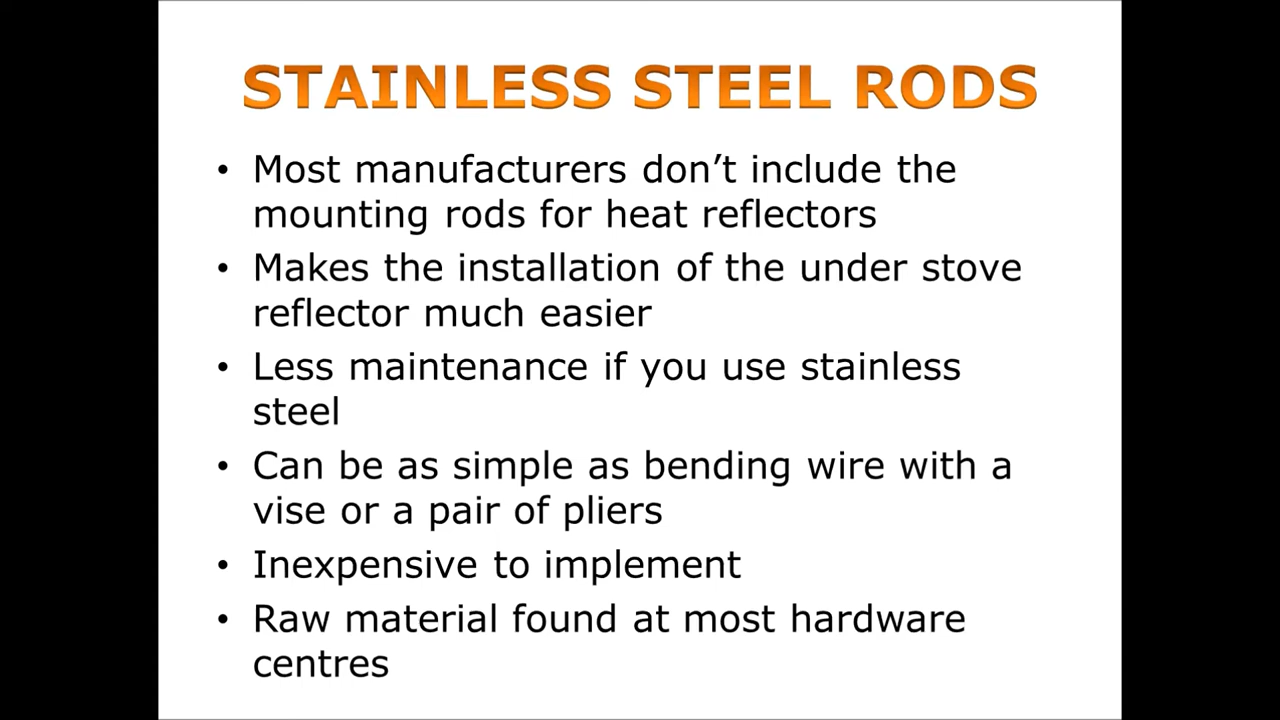 STAINLESS STEEL RODS
• Most manufacturers don’t include the
mounting rods for heat reflectors
• Makes the installation of the under stove
reflector much easier
• Less maintenance if you use stainless
steel
• Can be as simple as bending wire with a
vise or a pair of pliers
• Inexpensive to implement
• Raw material found at most hardware
centres